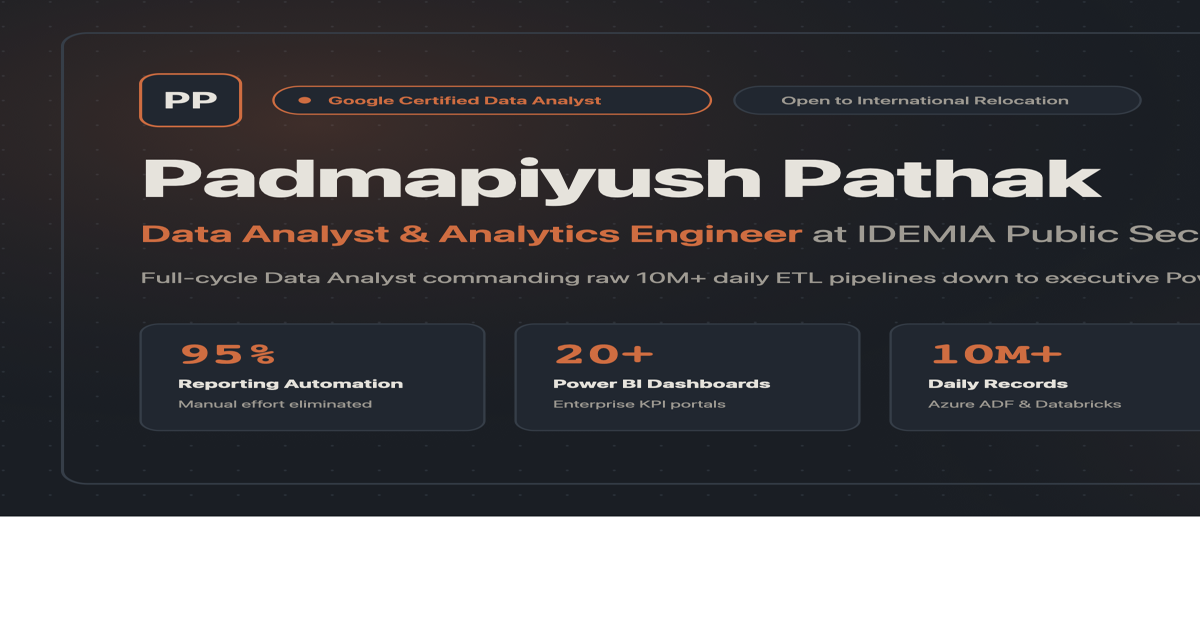 PP
Google Certified Data Analyst
Open to International Relocation
Padmapiyush Pathak
Data Analyst & Analytics Engineer at IDEMIA Public Sec
Full-cycle Data Analyst commanding raw 10M+ daily ETL pipelines down to executive Pow
95%
Reporting Automation
Manual effort eliminated
20+
Power BI Dashboards
Enterprise KPI portals
10M+
Daily Records
Azure ADF & Databricks